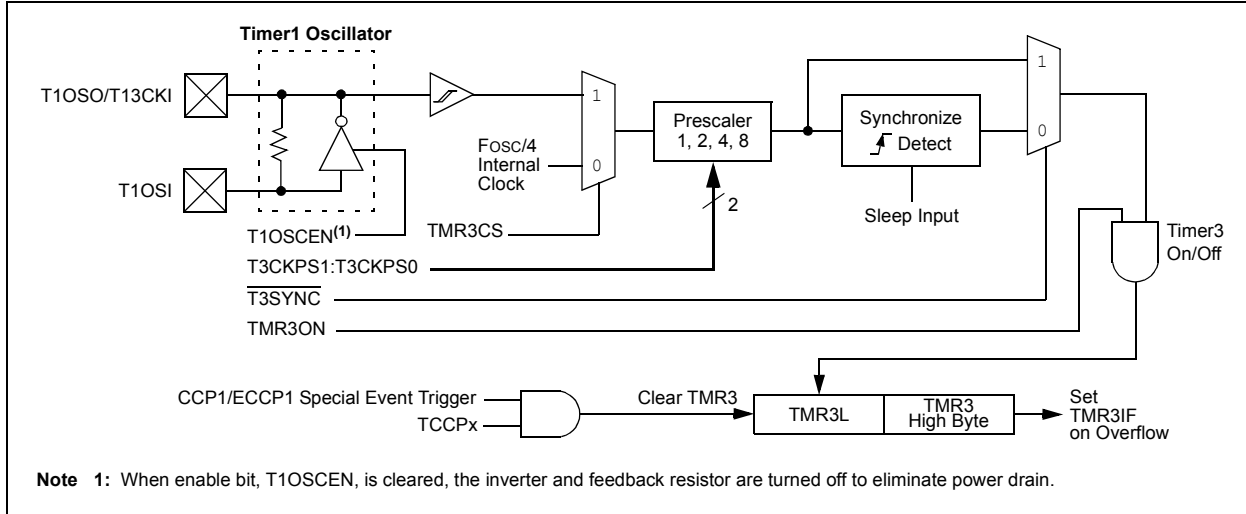 Timer1 Oscillator
T1OSO/T13CKI
T1OSI
1
0
FOSC/4
Internal
Clock
Prescaler
1, 2, 4, 8
2
Synchronize
Detect
Sleep Input
1
0
T1OSCEN(1)
TMR3CS
T3CKPS1:T3CKPS0
T3SYNC
TMR3ON
Timer3
On/Off
CCP1/ECCP1 Special Event Trigger
TCCPx
Clear TMR3
TMR3L
TMR3
High Byte
Set
TMR3IF
on Overflow
Note 1: When enable bit, T1OSCEN, is cleared, the inverter and feedback resistor are turned off to eliminate power drain.